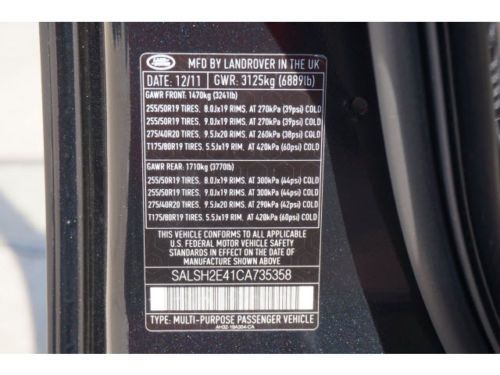 LAND ROVER
MFD BY LANDROVER IN THE UK
DATE: 12/11 GWR: 3125kg (6889lb)
GAWR FRONT: 1470kg (3241lb)
255/50R19 TIRES, 8.0Jx19 RIMS, AT 270kPa (39psi) COLD
255/50R19 TIRES, 9.0Jx19 RIMS, AT 270kPa (39psi) COLD
275/40R20 TIRES, 9.5Jx20 RIMS, AT 260kPa (38psi) COLD
T175/80R19 TIRES, 5.5Jx19 RIM, AT 420kPa (60psi) COLD
GAWR REAR: 1710kg (3770lb)
255/50R19 TIRES, 8.0Jx19 RIMS, AT 300kPa (44psi) COLD
255/50R19 TIRES, 9.0Jx19 RIMS, AT 300kPa (44psi) COLD
275/40R20 TIRES, 9.5Jx20 RIMS, AT 290kPa (42psi) COLD
T175/80R19 TIRES, 5.5Jx19 RIM, AT 420kPa (60psi) COLD
THIS VEHICLE CONFORMS TO ALL APPLICABLE
U.S. FEDERAL MOTOR VEHICLE SAFETY
STANDARDS IN EFFECT ON THE DATE OF
MANUFACTURE SHOWN ABOVE
SALSH2E41CA735358
TYPE: MULTI-PURPOSE PASSENGER VEHICLE
AH32-19A384-CA